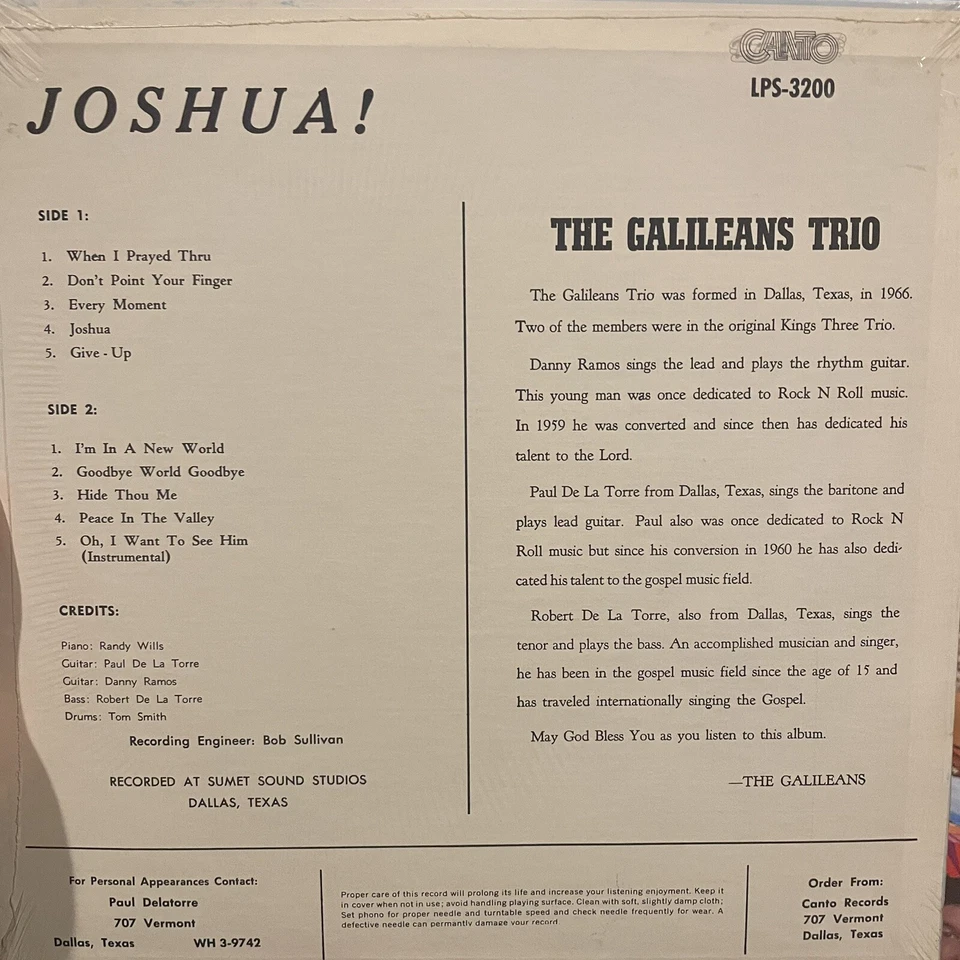 CANTO
LPS-3200
JOSHUA!
SIDE 1:
1. When I Prayed Thru
2. Don't Point Your Finger
3. Every Moment
4. Joshua
5. Give - Up
SIDE 2:
1. I'm In A New World
2. Goodbye World Goodbye
3. Hide Thou Me
4. Peace In The Valley
5. Oh, I Want To See Him
(Instrumental)
CREDITS:
Piano: Randy Wills
Guitar: Paul De La Torre
Guitar: Danny Ramos
Bass: Robert De La Torre
Drums: Tom Smith
Recording Engineer: Bob Sullivan
RECORDED AT SUMET SOUND STUDIOS
DALLAS, TEXAS
THE GALILEANS TRIO
The Galileans Trio was formed in Dallas, Texas, in 1966.
Two of the members were in the original Kings Three Trio.
Danny Ramos sings the lead and plays the rhythm guitar.
This young man was once dedicated to Rock N Roll music.
In 1959 he was converted and since then has dedicated his
talent to the Lord.
Paul De La Torre from Dallas, Texas, sings the baritone and
plays lead guitar. Paul also was once dedicated to Rock N
Roll music but since his conversion in 1960 he has also dedi-
cated his talent to the gospel music field.
Robert De La Torre, also from Dallas, Texas, sings the
tenor and plays the bass. An accomplished musician and singer,
he has been in the gospel music field since the age of 15 and
has traveled internationally singing the Gospel.
May God Bless You as you listen to this album.
—THE GALILEANS
For Personal Appearances Contact:
Paul Delatorre
707 Vermont
Dallas, Texas WH 3-9742
Proper care of this record will prolong its life and increase your listening enjoyment. Keep it
in cover when not in use; avoid handling playing surface. Clean with soft, slightly damp cloth;
Set phono for proper needle and turntable speed and check needle frequently for wear. A
defective needle can permantly damage your record
Order From:
Canto Records
707 Vermont
Dallas, Texas